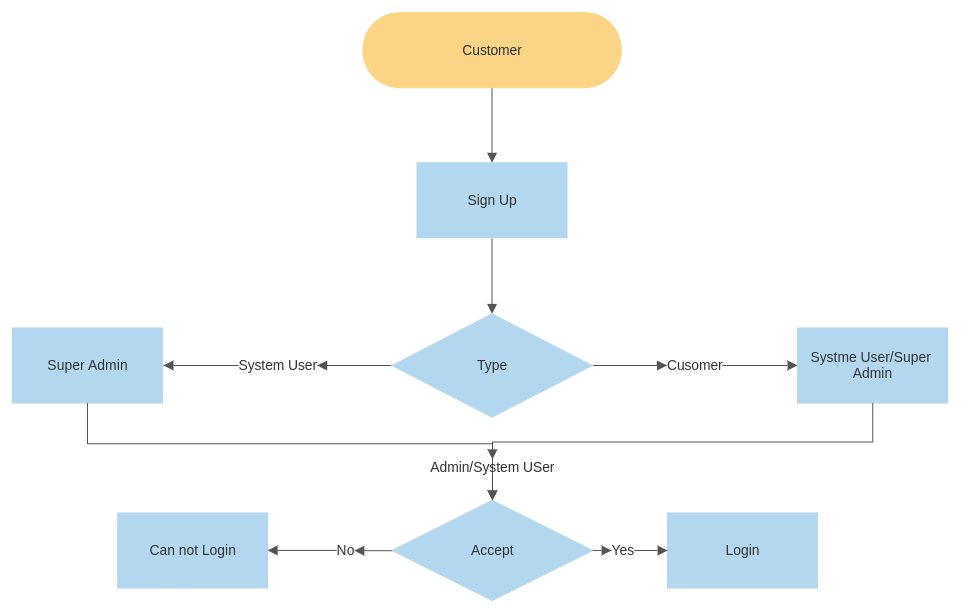 Customer
Sign Up
Super Admin
System User
Type
Cusomer
Systme User/Super
Admin
Admin/System USer
Can not Login
No
Accept
Yes
Login